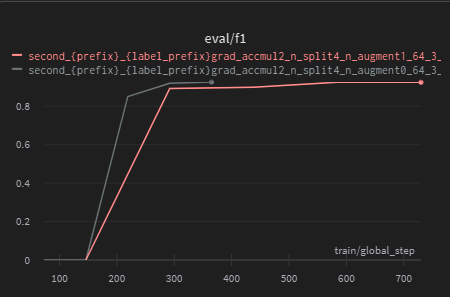 eval/f1
second_{prefix}_{label_prefix}grad_accmul2_n_split4_n_augment1_64_3_
second_{prefix}_{label_prefix}grad_accmul2_n_split4_n_augment0_64_3_
0.8
0.6
0.4
0.2
train/global_step
0
100 200 300 400 500 600 700